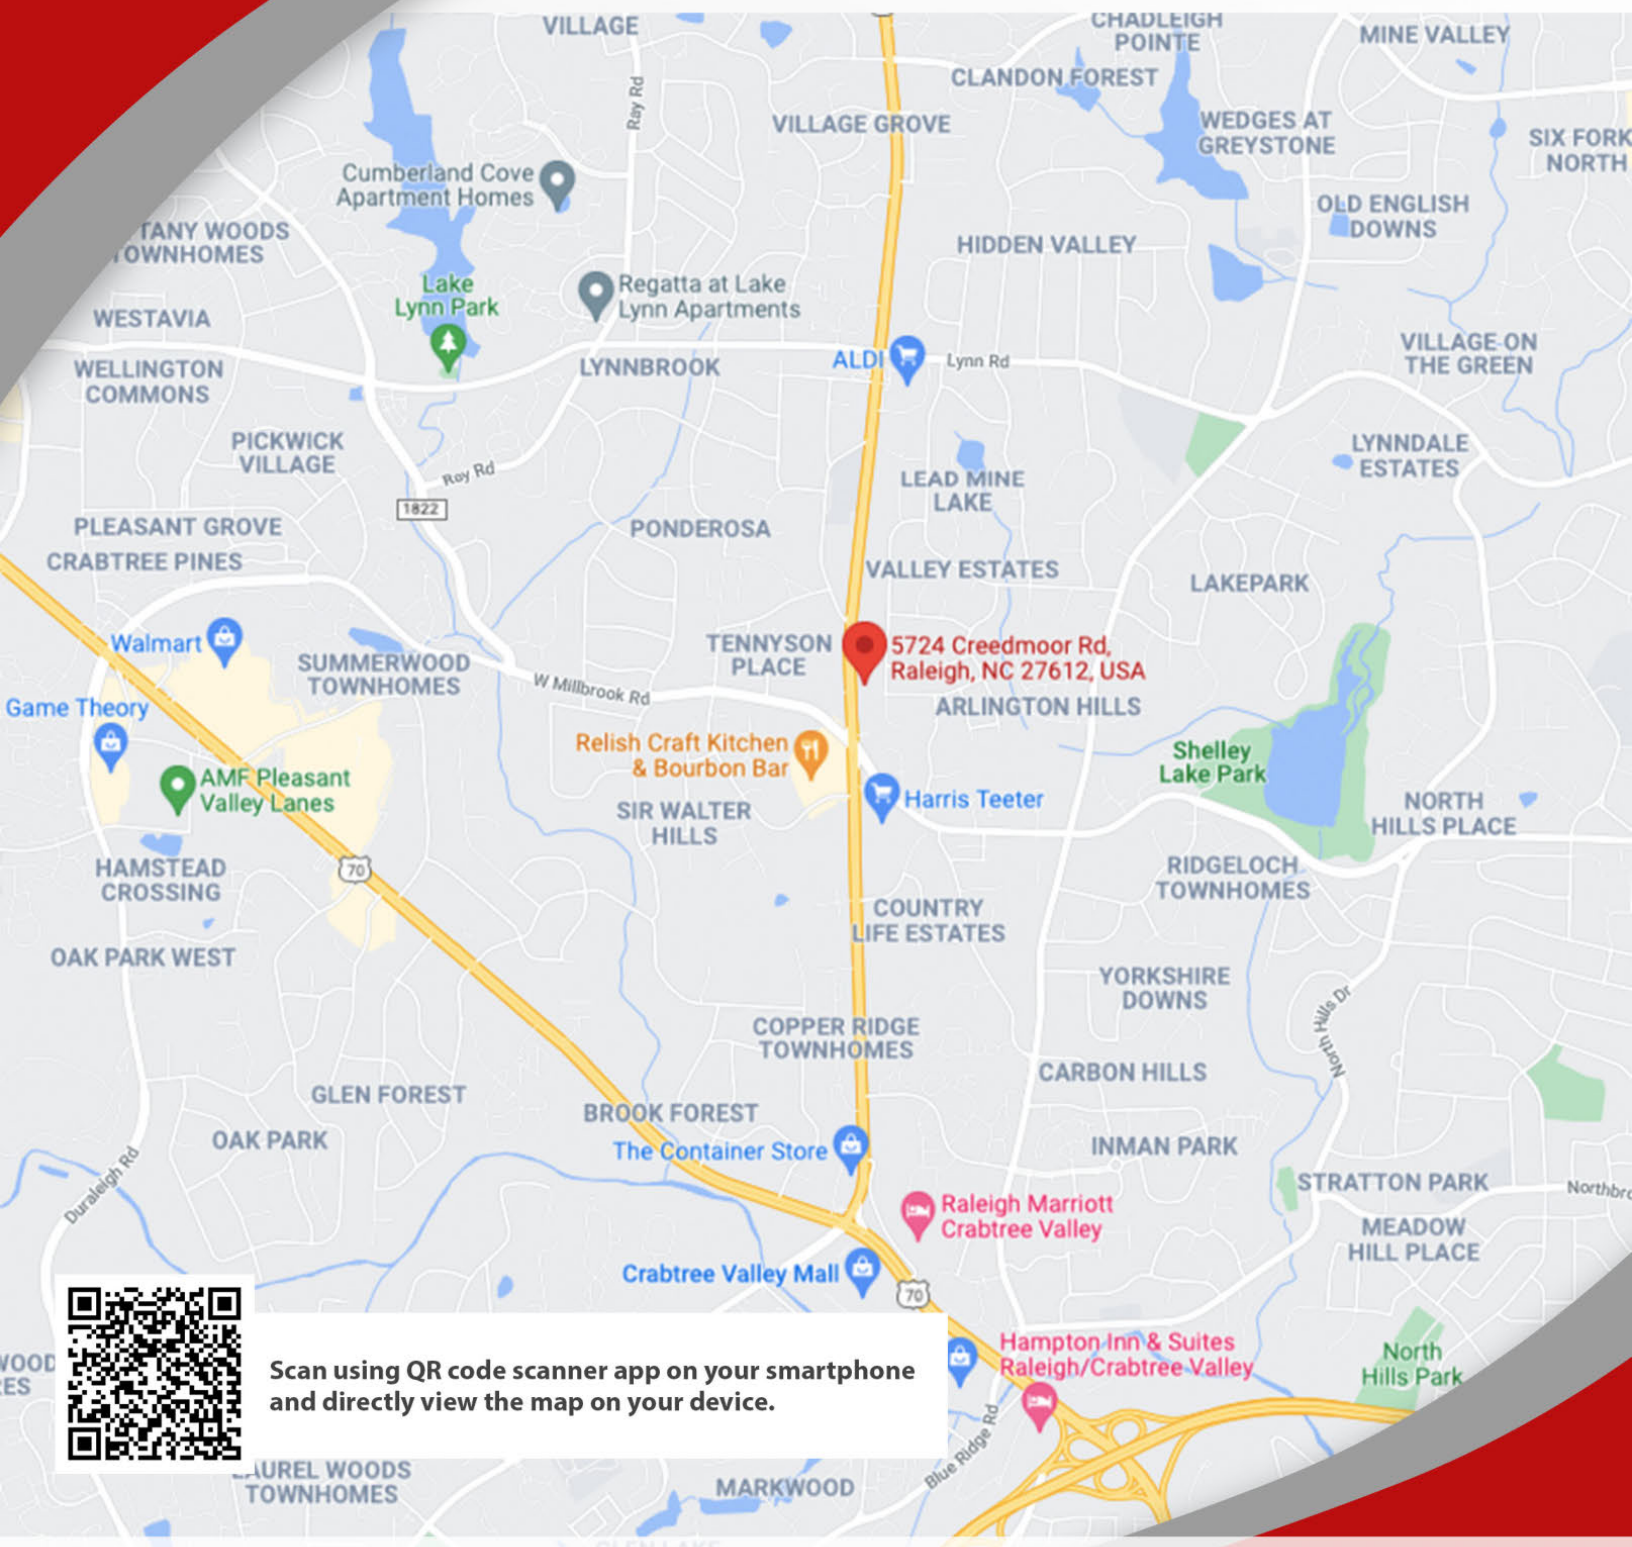 VILLAGE
CHADLEIGH
POINTE
MINE VALLEY
CLANDON FOREST
Ray Rd
VILLAGE GROVE
WEDGES AT
GREYSTONE
SIX FORK
NORTH
Cumberland Cove
Apartment Homes
OLD ENGLISH
DOWNS
TANY WOODS
TOWNHOMES
HIDDEN VALLEY
Lake
Lynn Park
Regatta at Lake
Lynn Apartments
WESTAVIA
WELLINGTON
COMMONS
LYNNBROOK
ALDI
Lynn Rd
VILLAGE ON
THE GREEN
PICKWICK
VILLAGE
Roy Rd
LYNNDALE
ESTATES
LEAD MINE
LAKE
1822
PLEASANT GROVE
PONDEROSA
CRABTREE PINES
VALLEY ESTATES
LAKEPARK
Walmart
TENNYSON
PLACE
5724 Creedmoor Rd,
Raleigh, NC 27612, USA
SUMMERWOOD
TOWNHOMES
W Millbrook Rd
Game Theory
ARLINGTON HILLS
Relish Craft Kitchen
& Bourbon Bar
Shelley
Lake Park
AMF Pleasant
Valley Lanes
Harris Teeter
SIR WALTER
HILLS
NORTH
HILLS PLACE
70
HAMSTEAD
CROSSING
RIDGELOCH
TOWNHOMES
COUNTRY
LIFE ESTATES
OAK PARK WEST
YORKSHIRE
DOWNS
North Hills Dr
COPPER RIDGE
TOWNHOMES
CARBON HILLS
GLEN FOREST
BROOK FOREST
OAK PARK
The Container Store
INMAN PARK
Duraleigh Rd
STRATTON PARK
Northbro
Raleigh Marriott
Crabtree Valley
MEADOW
HILL PLACE
Crabtree Valley Mall
70
Hampton Inn & Suites
Raleigh/Crabtree Valley
North
Hills Park
WOOD
ES
Scan using QR code scanner app on your smartphone
and directly view the map on your device.
Blue Ridge Rd
LAUREL WOODS
TOWNHOMES
MARKWOOD